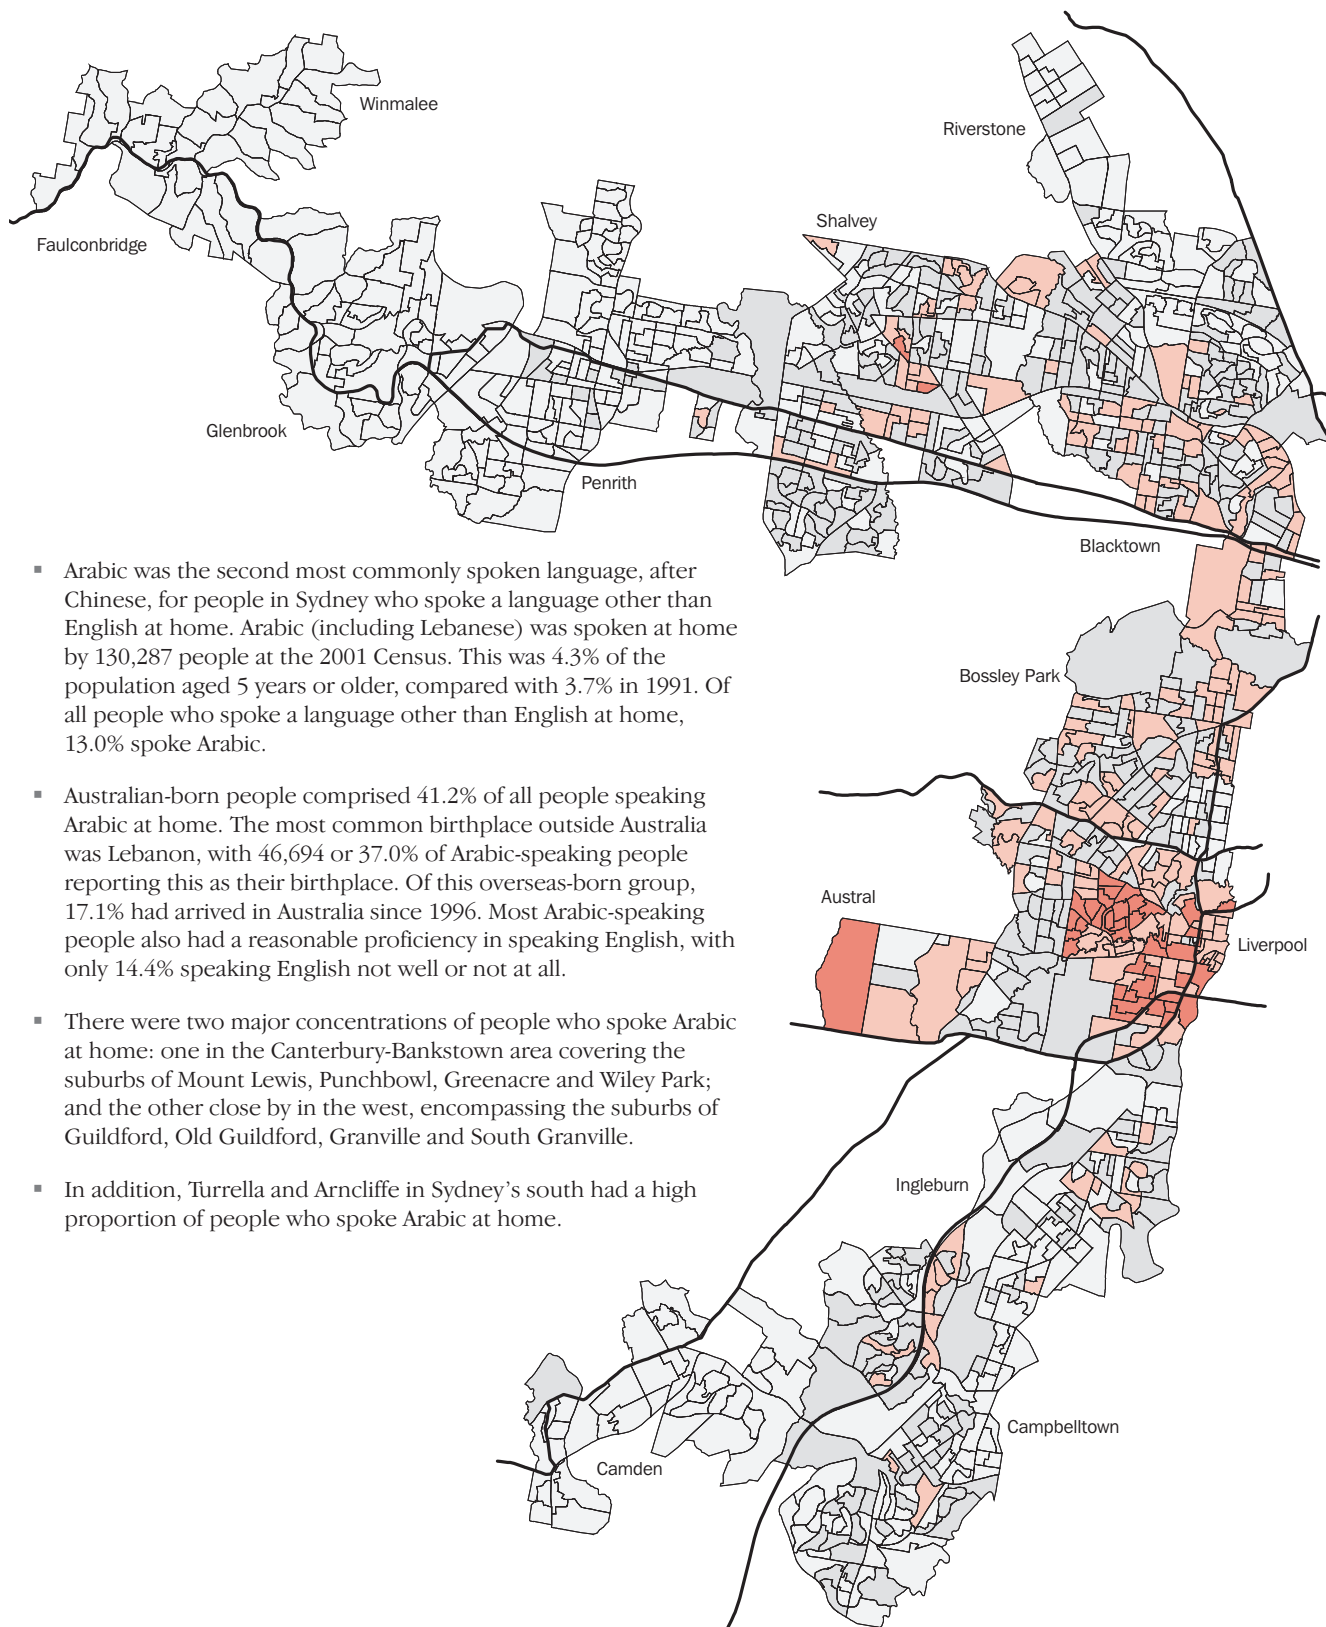 Winmalee
Riverstone
Shalvey
Faulconbridge
Glenbrook
Penrith
Blacktown
▪ Arabic was the second most commonly spoken language, after
Chinese, for people in Sydney who spoke a language other than
English at home. Arabic (including Lebanese) was spoken at home
by 130,287 people at the 2001 Census. This was 4.3% of the
population aged 5 years or older, compared with 3.7% in 1991. Of
all people who spoke a language other than English at home,
13.0% spoke Arabic.
Bossley Park
▪ Australian-born people comprised 41.2% of all people speaking
Arabic at home. The most common birthplace outside Australia
was Lebanon, with 46,694 or 37.0% of Arabic-speaking people
reporting this as their birthplace. Of this overseas-born group,
17.1% had arrived in Australia since 1996. Most Arabic-speaking
people also had a reasonable proficiency in speaking English, with
only 14.4% speaking English not well or not at all.
Austral
Liverpool
▪ There were two major concentrations of people who spoke Arabic
at home: one in the Canterbury-Bankstown area covering the
suburbs of Mount Lewis, Punchbowl, Greenacre and Wiley Park;
and the other close by in the west, encompassing the suburbs of
Guildford, Old Guildford, Granville and South Granville.
▪ In addition, Turrella and Arncliffe in Sydney's south had a high
proportion of people who spoke Arabic at home.
Ingleburn
Campbelltown
Camden